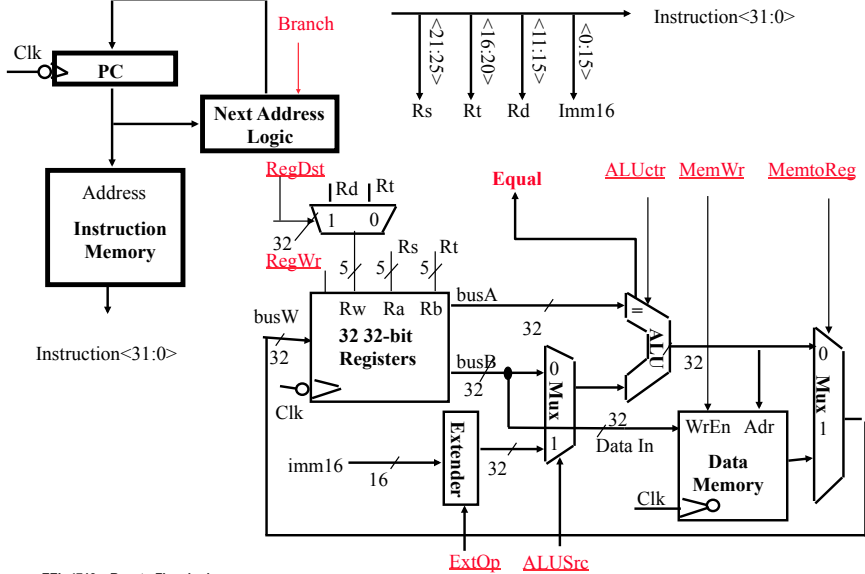 Branch
Instruction<31:0>
Clk
PC
<21:25>
<16:20>
<11:15>
<0:15>
Next Address
Logic
Rs
Rt
Rd
Imm16
RegDst
Equal
ALUctr
MemWr
MemtoReg
Address
Instruction
Memory
Rd
Rt
1
0
32
RegWr
5
5
5
Rs
Rt
busW
32
Rw
Ra
Rb
32 32-bit
Registers
busA
32
busB
32
=
ALU
32
0
Mux
1
Instruction<31:0>
Clk
0
Mux
1
32
Data In
WrEn
Adr
Data
Memory
Extender
32
imm16
16
Clk
ExtOp
ALUSrc